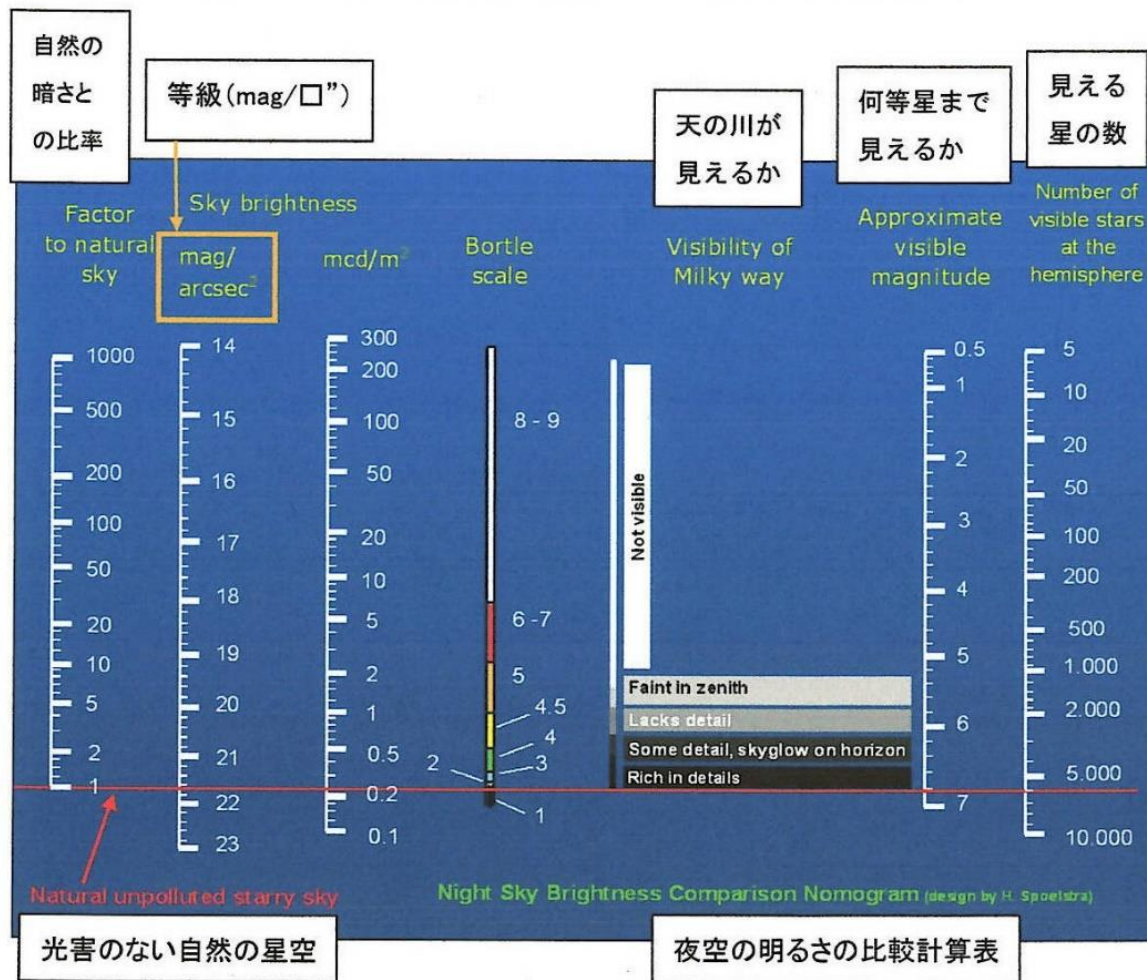 自然の
暗さと
の比率
等級(mag/□”)
天の川が
見えるか
何等星まで
見えるか
見える
星の数
Factor
to natural
sky
Sky brightness
mag/
arcsec²
mcd/m²
Bortle
scale
Visibility of
Milky way
Approximate
visible
magnitude
Number of
visible stars
at the
hemisphere
1000
500
200
100
50
20
10
5
2
1
14
15
16
17
18
19
20
21
22
23
300
200
100
50
20
10
5
2
1
0.5
0.2
0.1
8 - 9
6 - 7
5
4.5
4
3
2
1
Not visible
Faint in zenith
Lacks detail
Some detail, skyglow on horizon
Rich in details
0.5
1
2
3
4
5
6
7
5
10
20
50
100
200
500
1.000
2.000
5.000
10.000
Natural unpolluted starry sky
Night Sky Brightness Comparison Nomogram (design by H. Spoelstra)
光害のない自然の星空
夜空の明るさの比較計算表